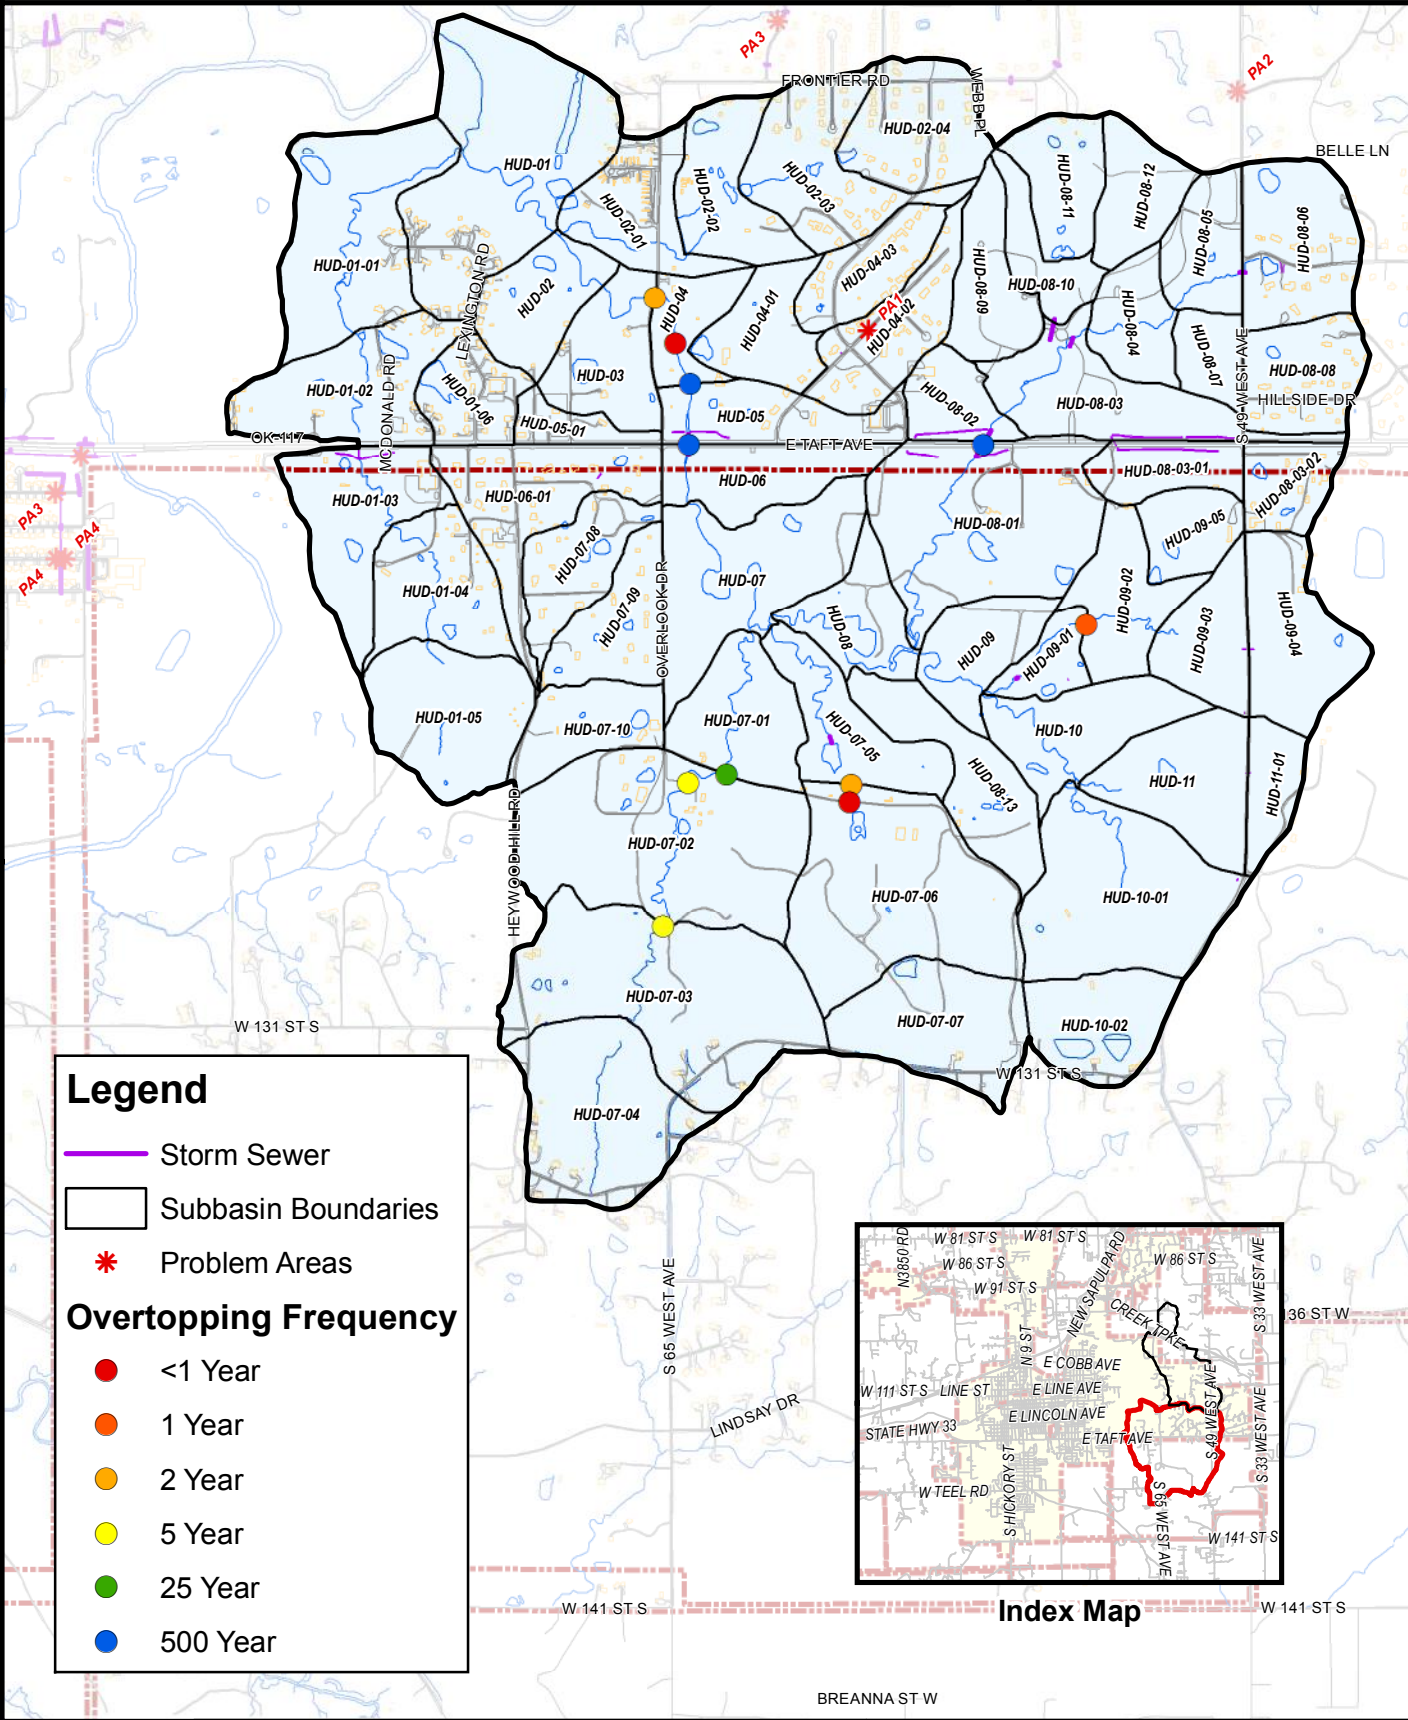 PA3
PA2
FRONTIER RD
WEBB PL
BELLE LN
HUD-02-04
HUD-01
HUD-02-01
HUD-02-02
HUD-02-03
HUD-08-11
HUD-08-12
HUD-08-05
HUD-08-06
HUD-01-01
LEXINGTON RD
HUD-02
HUD-04
HUD-04-01
HUD-04-03
HUD-08-09
HUD-08-10
HUD-08-04
PA1
HUD-04-02
HUD-08-07
S 49 WEST AVE
HUD-08-08
HUD-01-02
MCDONALD RD
HUD-01-06
HUD-03
HUD-05
HUD-05-01
HUD-08-02
HUD-08-03
HILLSIDE DR
OK-117
E TAFT AVE
HUD-06
HUD-08-03-01
HUD-08-03-02
HUD-01-03
HUD-06-01
PA3
PA4
PA4
HUD-08-01
HUD-09-05
HUD-07-08
HUD-01-04
HUD-07-09
OVERLOOK DR
HUD-07
HUD-08
HUD-09
HUD-09-01
HUD-09-02
HUD-09-03
HUD-09-04
HUD-01-05
HUD-07-10
HUD-07-01
HUD-07-05
HUD-08-13
HUD-10
HUD-11
HUD-11-01
HEYWOOD HILL RD
HUD-07-02
HUD-07-06
HUD-10-01
HUD-07-03
HUD-07-07
HUD-10-02
W 131 ST S
W 131 ST S
HUD-07-04
S 65 WEST AVE
LINDSAY DR
W 141 ST S
W 141 ST S
BREANNA ST W
136 ST W
Legend
Storm Sewer
Subbasin Boundaries
Problem Areas
Overtopping Frequency
<1 Year
1 Year
2 Year
5 Year
25 Year
500 Year
N3850 RD
W 81 ST S
W 81 ST S
W 86 ST S
W 86 ST S
W 91 ST S
NEW SAPULPA RD
CREEK TPKE
S 33 WEST AVE
N 9 ST
E COBB AVE
W 111 ST S
LINE ST
E LINE AVE
E LINCOLN AVE
STATE HWY 33
E TAFT AVE
S 49 WEST AVE
S 33 WEST AVE
W TEEL RD
S HICKORY ST
S 65 WEST AVE
W 141 ST S
Index Map